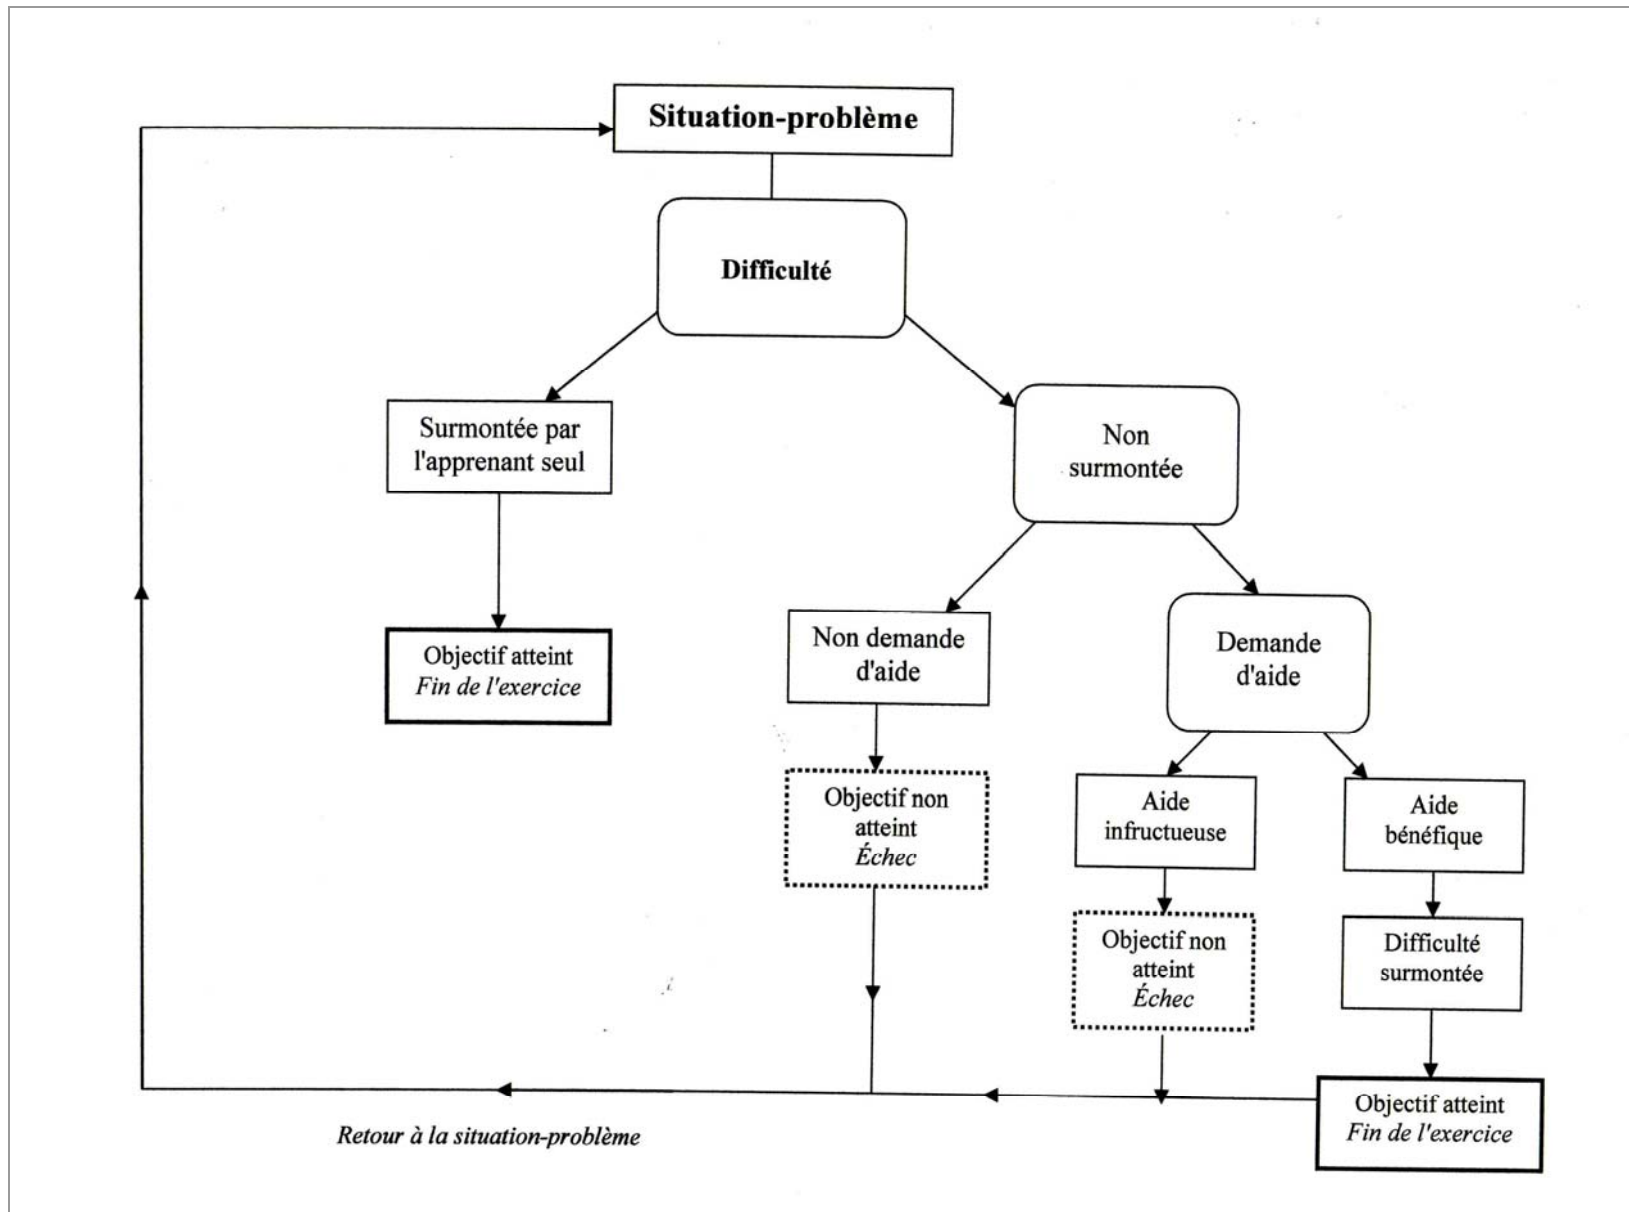 Situation-problème
Difficulté
Surmontée par
l'apprenant seul
Non
surmontée
Objectif atteint
Fin de l'exercice
Non demande
d'aide
Demande
d'aide
Objectif non
atteint
Échec
Aide
infructueuse
Aide
bénéfique
Objectif non
atteint
Échec
Difficulté
surmontée
Objectif atteint
Fin de l'exercice
Retour à la situation-problème